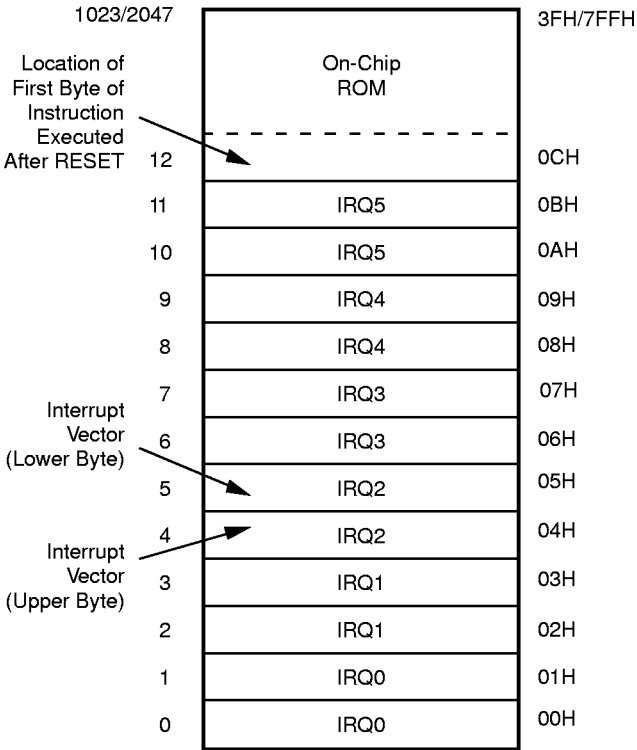 1023/2047
3FH/7FFH
Location of
First Byte of
Instruction
Executed
After RESET
On-Chip
ROM
12
0CH
11 IRQ5 0BH
10 IRQ5 0AH
9 IRQ4 09H
8 IRQ4 08H
7 IRQ3 07H
Interrupt
Vector
(Lower Byte)
6 IRQ3 06H
5 IRQ2 05H
4 IRQ2 04H
Interrupt
Vector
(Upper Byte)
3 IRQ1 03H
2 IRQ1 02H
1 IRQ0 01H
0 IRQ0 00H